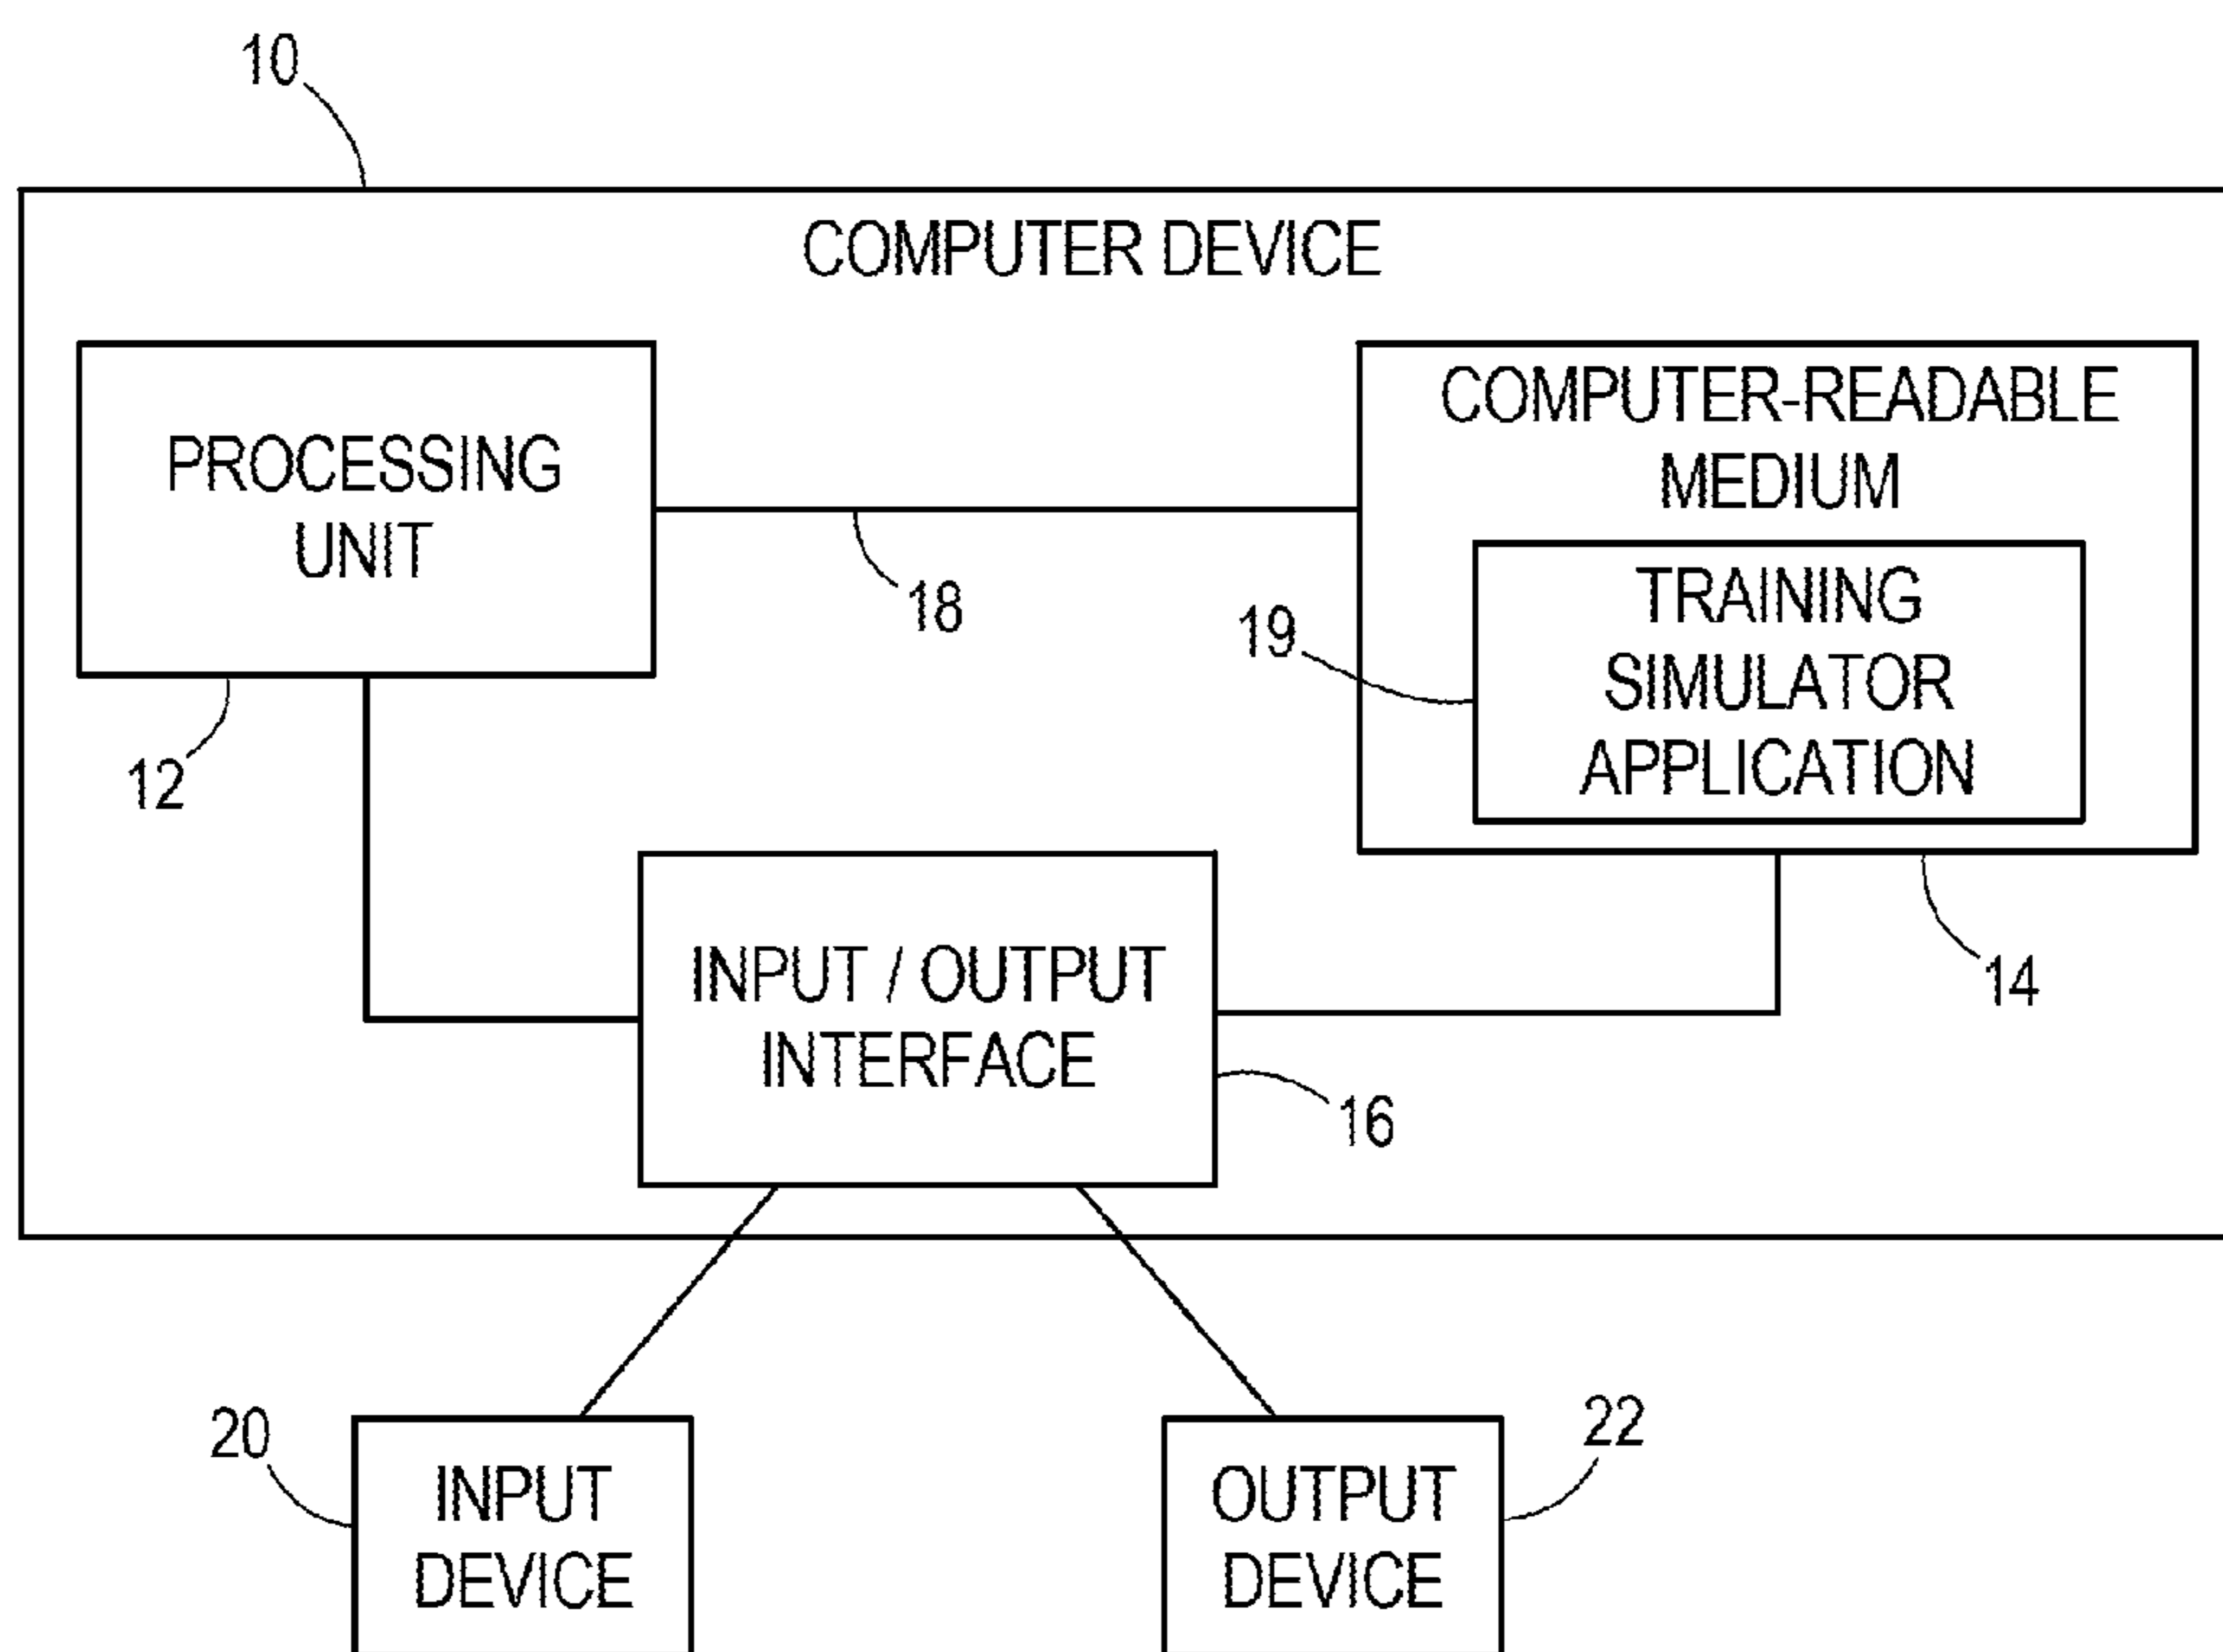 10
COMPUTER DEVICE
PROCESSING
UNIT
COMPUTER-READABLE
MEDIUM
TRAINING
SIMULATOR
APPLICATION
18
19
12
INPUT / OUTPUT
INTERFACE
14
16
20
INPUT
DEVICE
OUTPUT
DEVICE
22